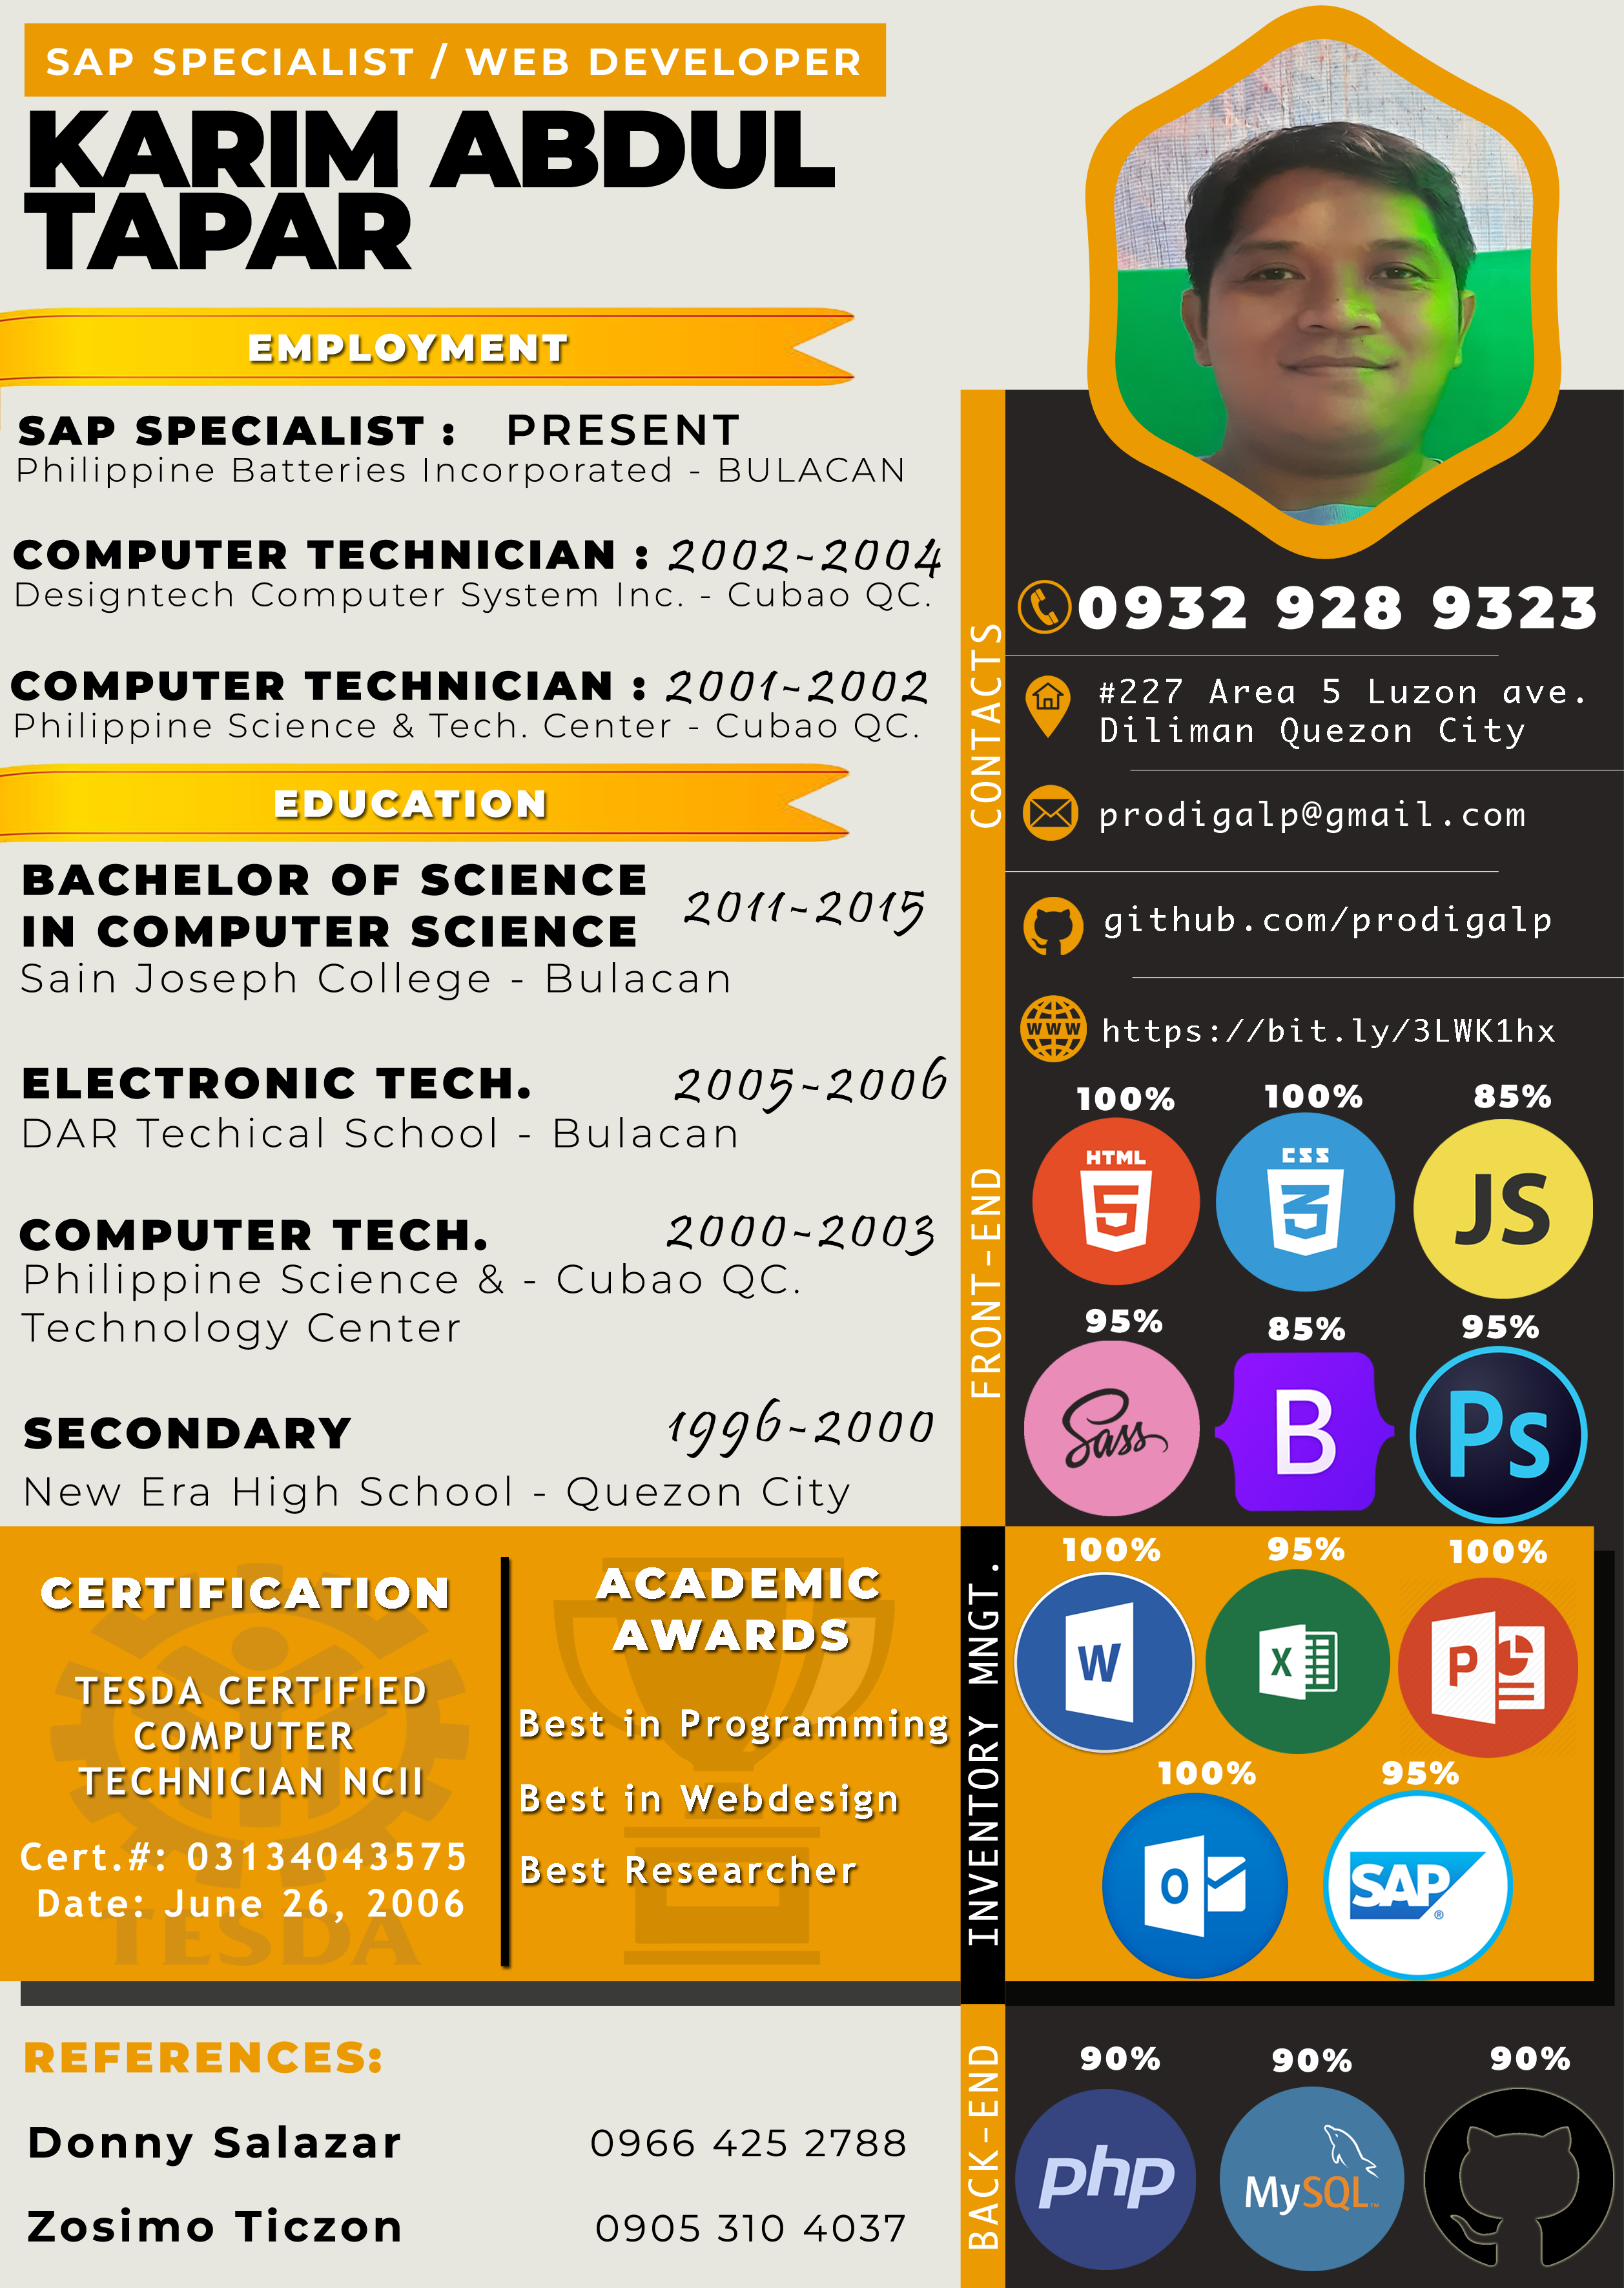 SAP SPECIALIST / WEB DEVELOPER
KARIM ABDUL
TAPAR
EMPLOYMENT
SAP SPECIALIST : PRESENT
Philippine Batteries Incorporated - BULACAN
COMPUTER TECHNICIAN : 2002-2004
Designtech Computer System Inc. - Cubao QC.
COMPUTER TECHNICIAN : 2001-2002
Philippine Science & Tech. Center - Cubao QC.
EDUCATION
BACHELOR OF SCIENCE
IN COMPUTER SCIENCE 2011-2015
Sain Joseph College - Bulacan
ELECTRONIC TECH. 2005-2006
DAR Techical School - Bulacan
COMPUTER TECH. 2000-2003
Philippine Science & - Cubao QC.
Technology Center
SECONDARY 1996-2000
New Era High School - Quezon City
CERTIFICATION
TESDA CERTIFIED
COMPUTER
TECHNICIAN NCII
Cert.#: 03134043575
Date: June 26, 2006
TESDA
ACADEMIC
AWARDS
Best in Programming
Best in Webdesign
Best Researcher
REFERENCES:
Donny Salazar 0966 425 2788
Zosimo Ticzon 0905 310 4037
CONTACTS
0932 928 9323
#227 Area 5 Luzon ave.
Diliman Quezon City
prodigalp@gmail.com
github.com/prodigalp
WWW https://bit.ly/3LWK1hx
FRONT-END
100% 100% 85%
HTML CSS JS
5 3
95% 85% 95%
Sass B Ps
INVENTORY MNGT.
100% 95% 100%
W X P
100% 95%
O SAP®
BACK-END
90% 90% 90%
php MySQL™